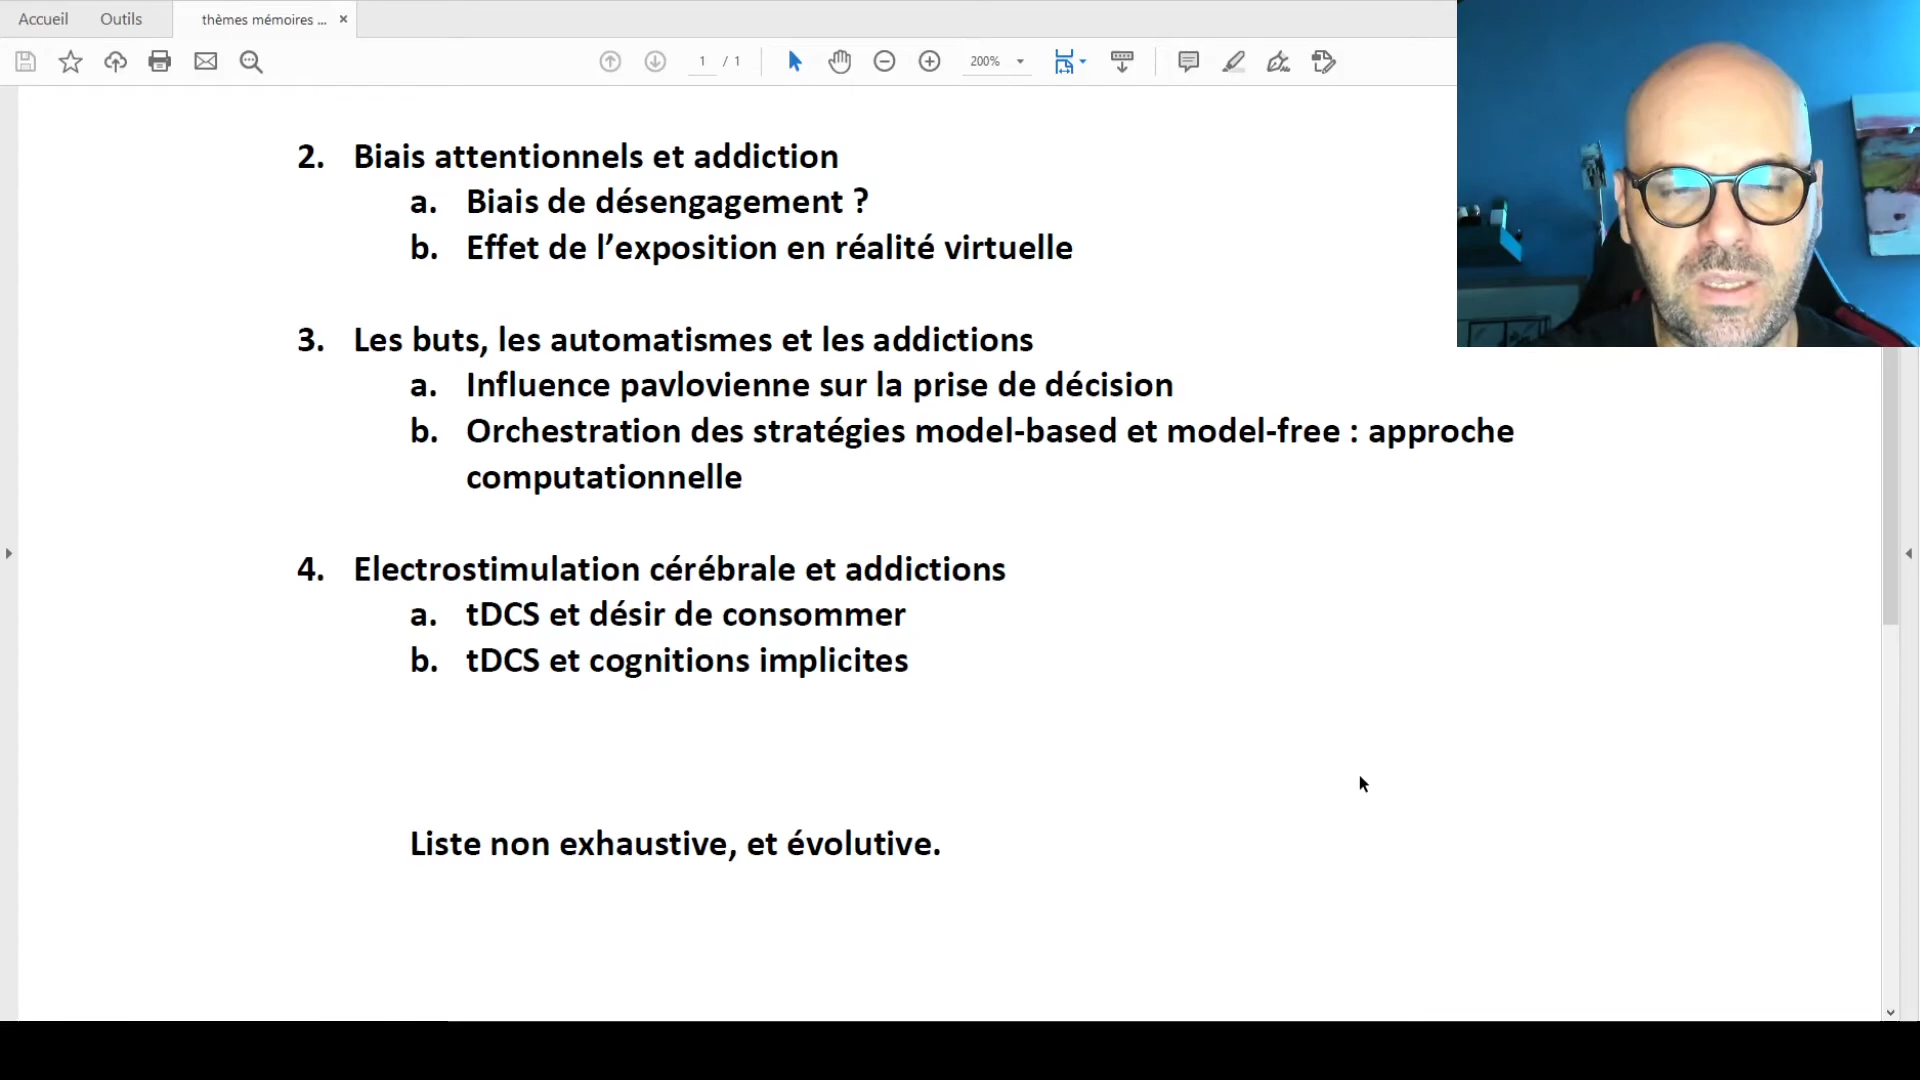 Accueil Outils thèmes mémoires ... ×
1 / 1 200%
2. Biais attentionnels et addiction
a. Biais de désengagement ?
b. Effet de l’exposition en réalité virtuelle
3. Les buts, les automatismes et les addictions
a. Influence pavlovienne sur la prise de décision
b. Orchestration des stratégies model-based et model-free : approche
computationnelle
4. Electrostimulation cérébrale et addictions
a. tDCS et désir de consommer
b. tDCS et cognitions implicites
Liste non exhaustive, et évolutive.